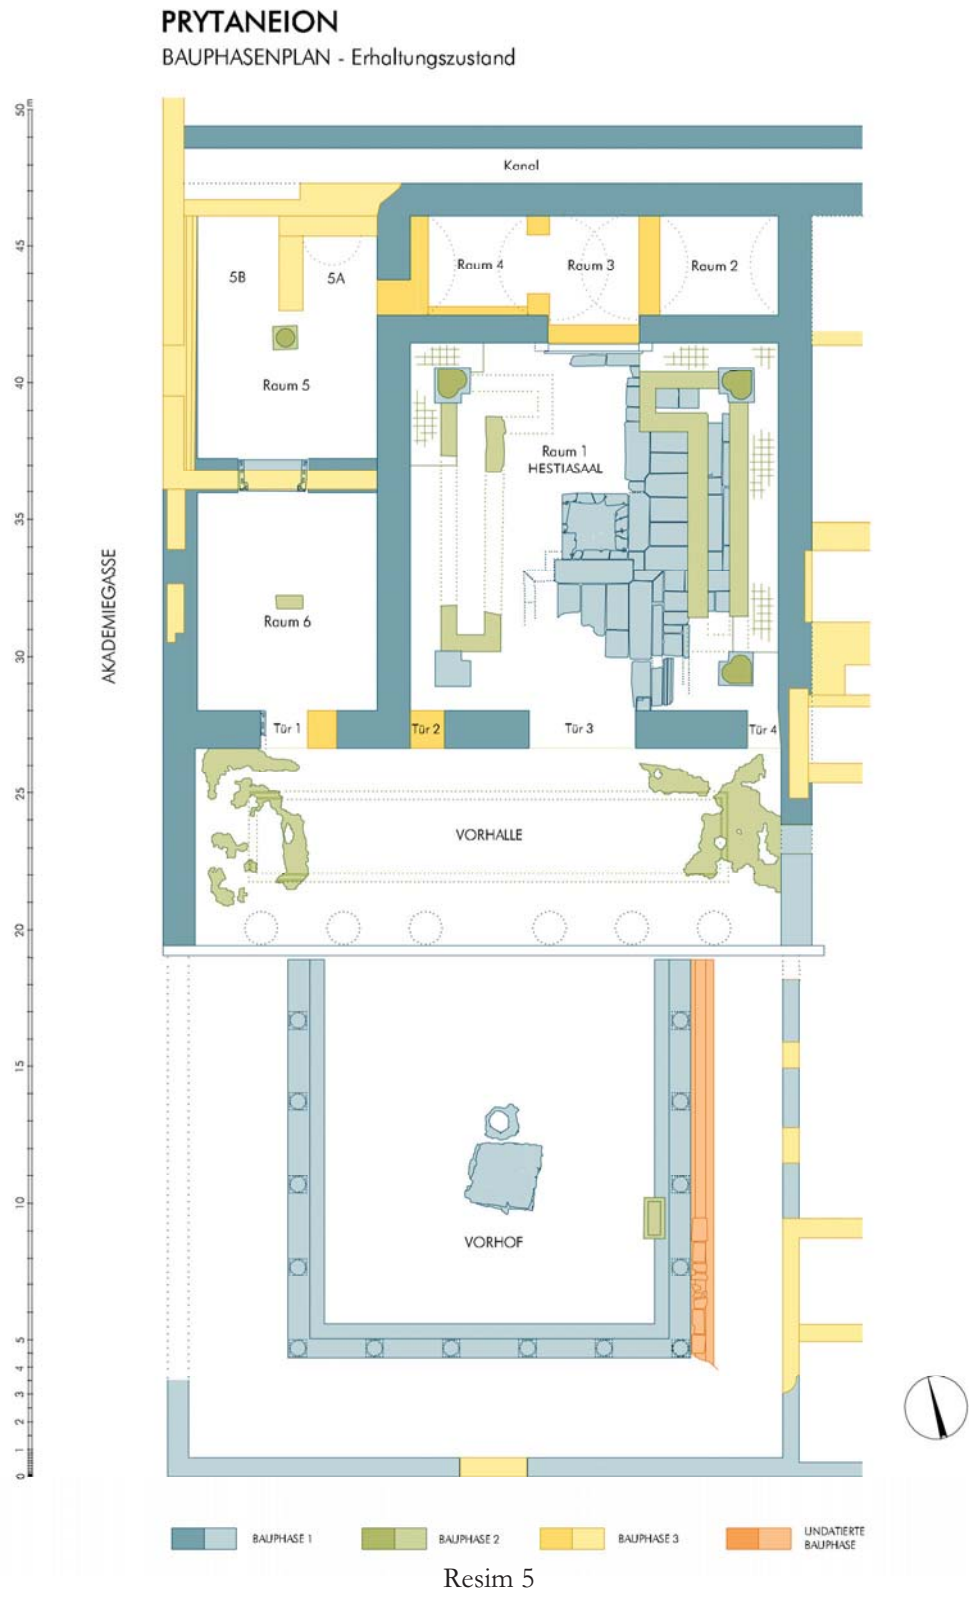 PRYTANEION
BAUPHASENPLAN - Erhaltungszustand
50 m
Kanal
45
Raum 4
Raum 3
Raum 2
5B
5A
40
Raum 5
Raum 1
HESTIASAAL
35
AKADEMIEGASSE
Raum 6
30
Tür 1
Tür 2
Tür 3
Tür 4
25
VORHALLE
20
15
10
VORHOF
5
4
3
2
1
0
BAUPHASE 1
BAUPHASE 2
BAUPHASE 3
UNDATIERTE
BAUPHASE
Resim 5